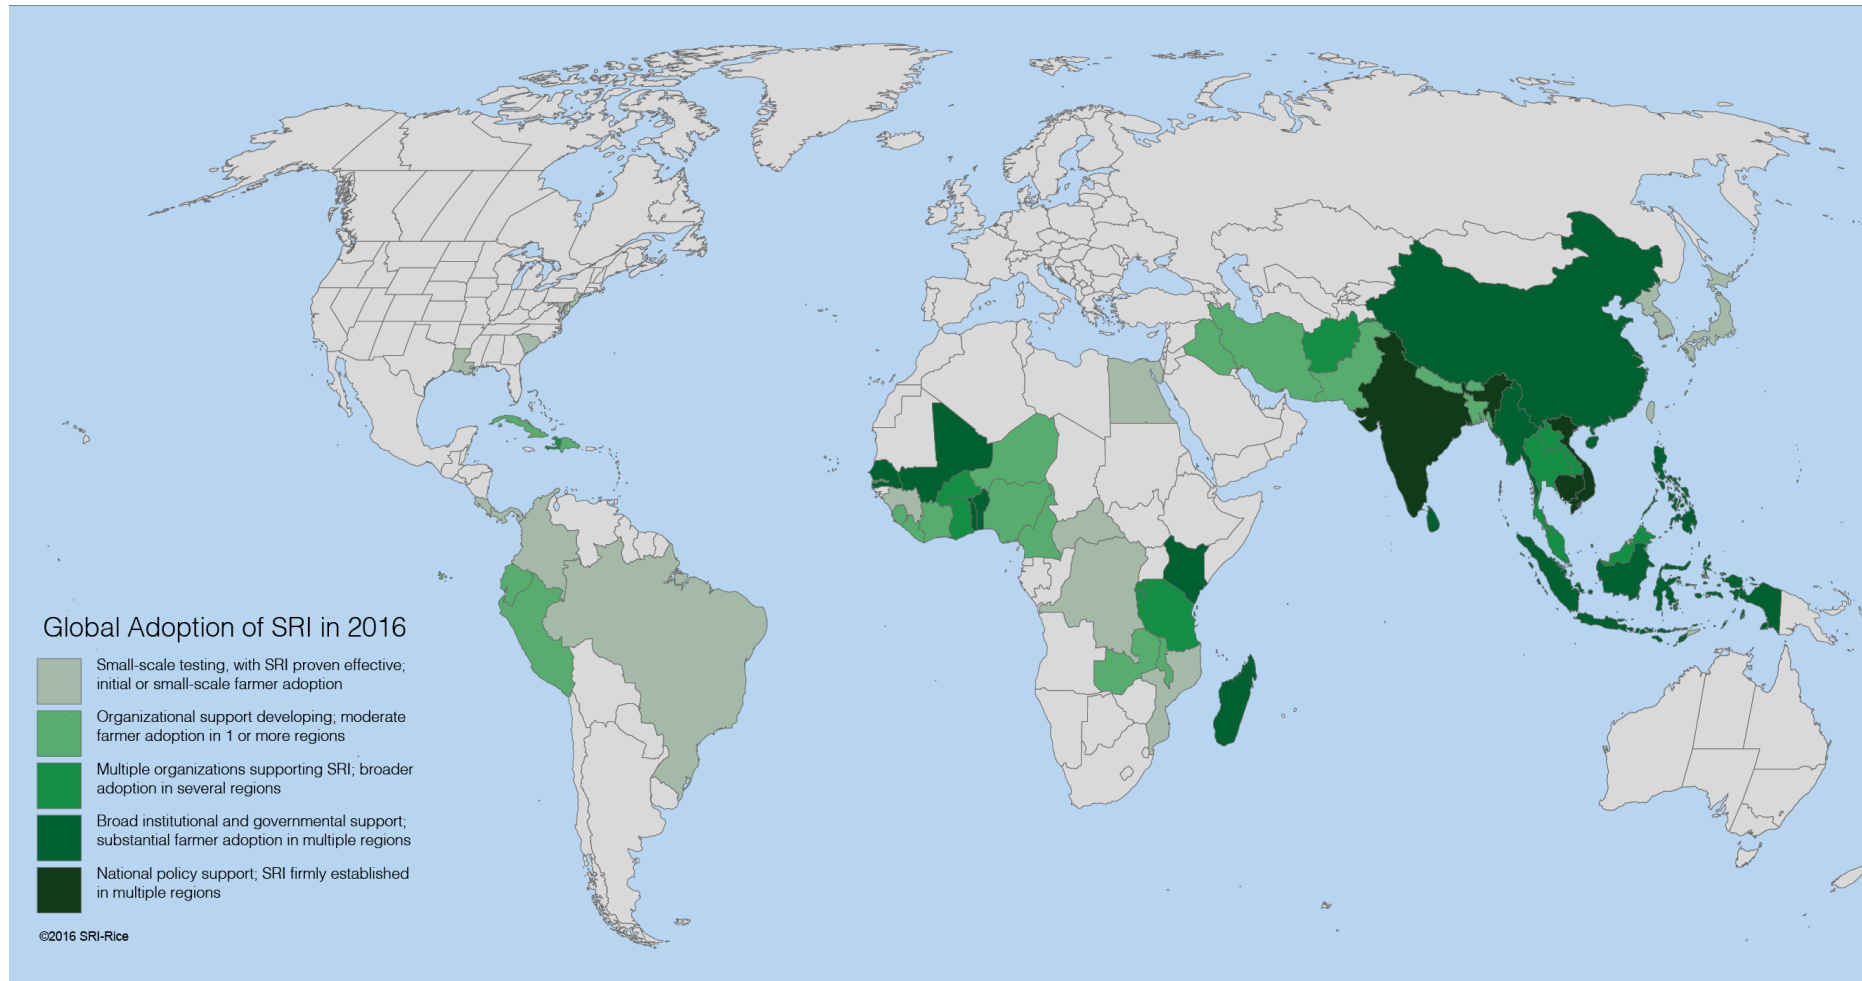 Global Adoption of SRI in 2016
Small-scale testing, with SRI proven effective;
initial or small-scale farmer adoption
Organizational support developing; moderate
farmer adoption in 1 or more regions
Multiple organizations supporting SRI; broader
adoption in several regions
Broad institutional and governmental support;
substantial farmer adoption in multiple regions
National policy support; SRI firmly established
in multiple regions
©2016 SRI-Rice